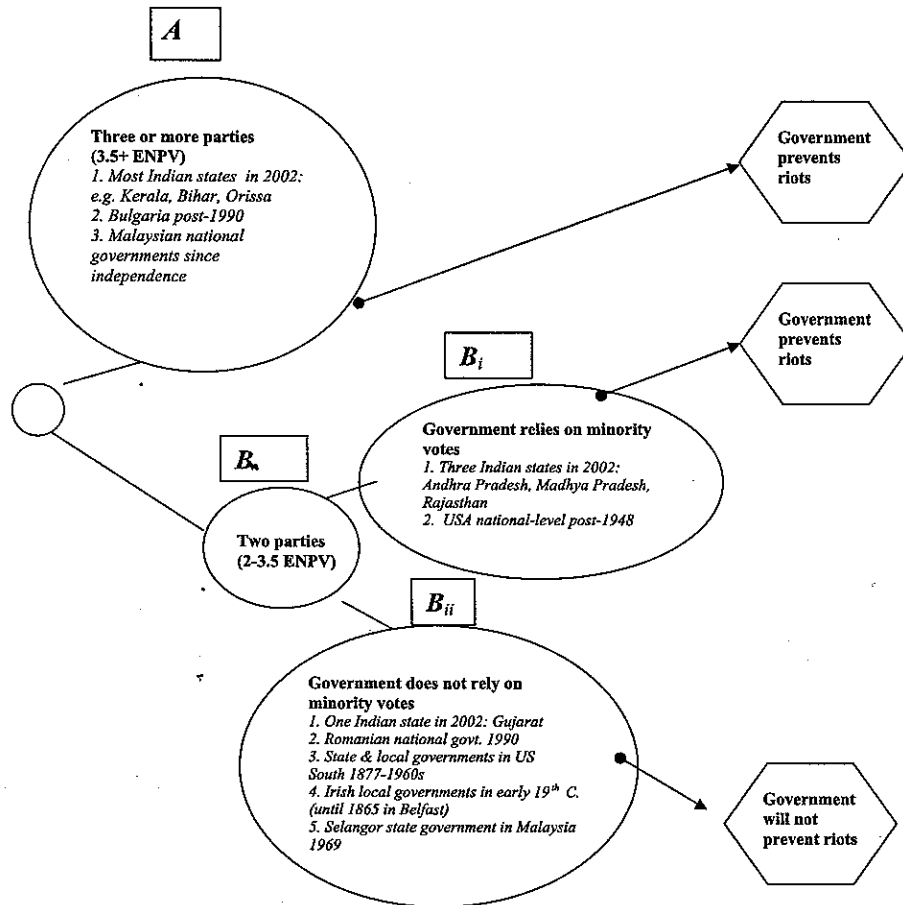 A
Three or more parties
(3.5+ ENPV)
1. Most Indian states in 2002:
e.g. Kerala, Bihar, Orissa
2. Bulgaria post-1990
3. Malaysian national
governments since
independence
Government
prevents
riots
Government
prevents
riots
B i
Government relies on minority
votes
1. Three Indian states in 2002:
Andhra Pradesh, Madhya Pradesh,
Rajasthan
2. USA national-level post-1948
B
Two parties
(2-3.5 ENPV)
B ii
Government does not rely on
minority votes
1. One Indian state in 2002: Gujarat
2. Romanian national govt. 1990
3. State & local governments in US
South 1877-1960s
4. Irish local governments in early 19th C.
(until 1865 in Belfast)
5. Selangor state government in Malaysia
1969
Government
will not
prevent riots